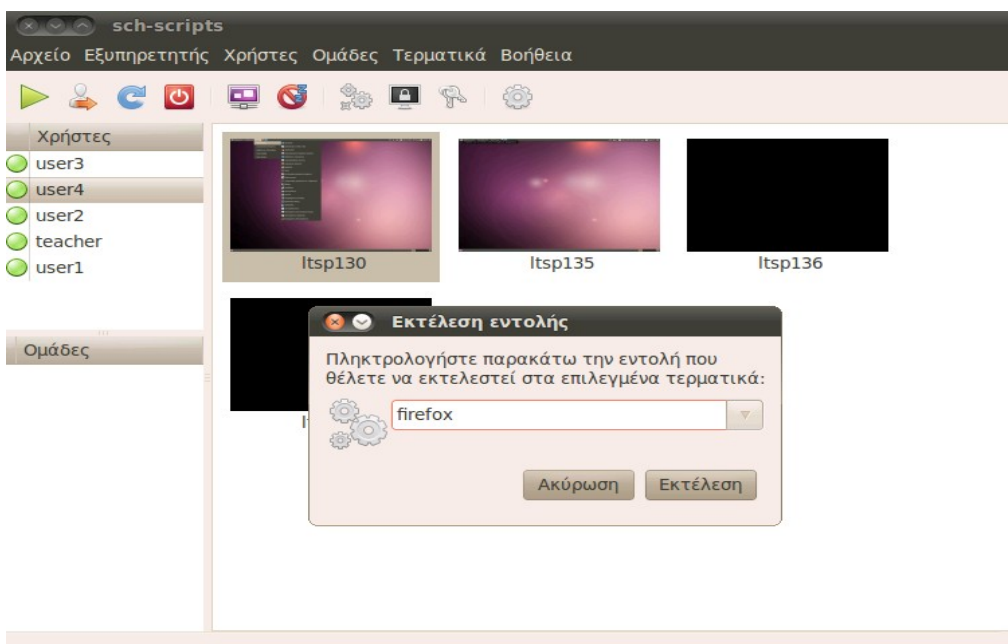 sch-scripts
Αρχείο Εξυπηρετητής Χρήστες Ομάδες Τερματικά Βοήθεια
Χρήστες
user3
user4
user2
teacher
user1
Ομάδες
ltsp130
ltsp135
ltsp136
Εκτέλεση εντολής
Πληκτρολογήστε παρακάτω την εντολή που
θέλετε να εκτελεστεί στα επιλεγμένα τερματικά:
firefox
Ακύρωση
Εκτέλεση